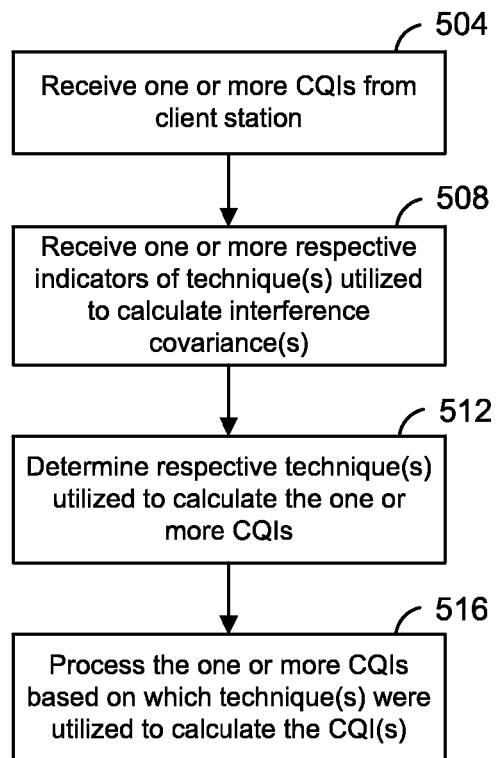 504
Receive one or more CQIs from
client station
508
Receive one or more respective
indicators of technique(s) utilized
to calculate interference
covariance(s)
512
Determine respective technique(s)
utilized to calculate the one or
more CQIs
516
Process the one or more CQIs
based on which technique(s) were
utilized to calculate the CQI(s)